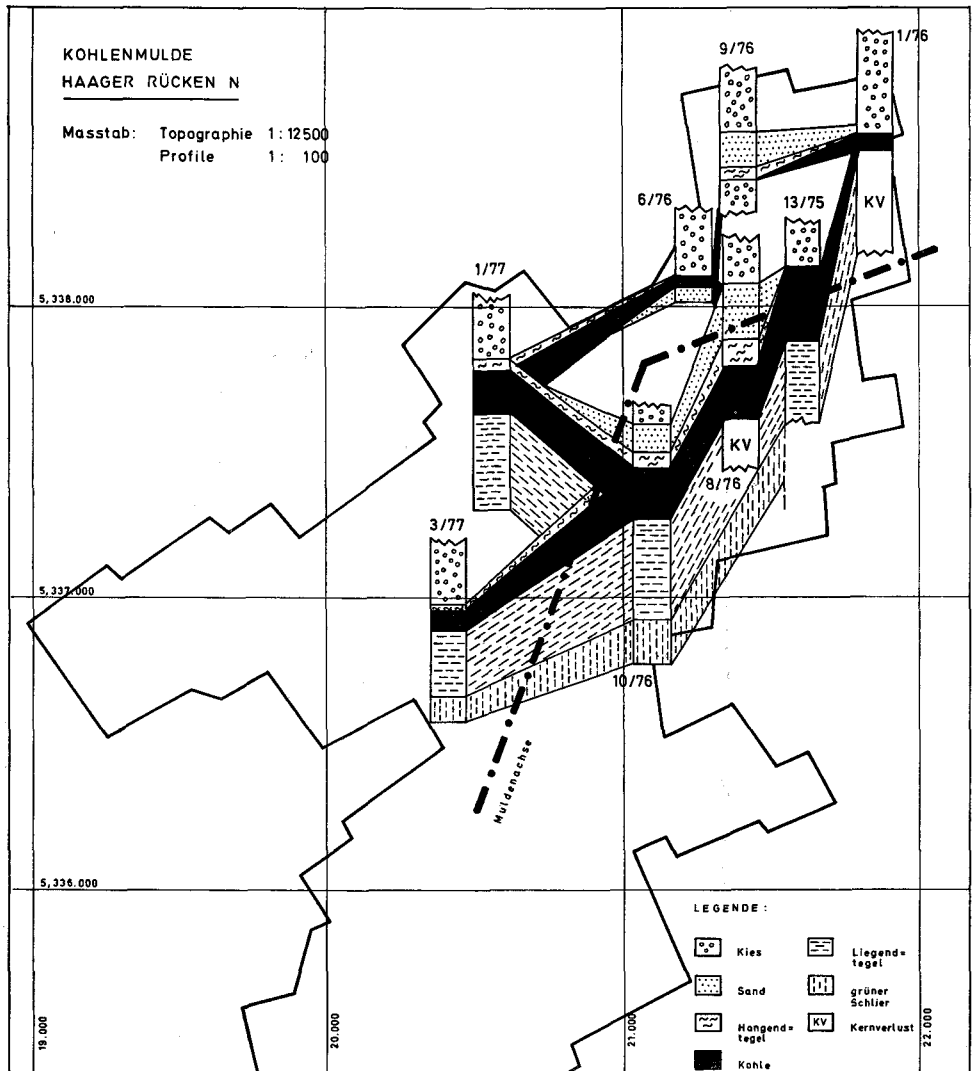 KOHLENMULDE
HAAGER RÜCKEN N
Masstab: Topographie 1:12500
Profile 1: 100
9/76
1/76
6/76
13/75
KV
1/77
5,338.000
KV
8/76
3/77
5,337.000
10/76
Muldenachse
5,336.000
LEGENDE:
Kies
Liegend=
tegel
Sand
grüner
Schlier
Hangend=
tegel
KV Kernverlust
Kohle
19.000
20.000
21.000
22.000